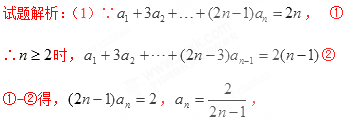 试题解析：（1）∵a₁+3a₂+…+(2n−1)aₙ=2n， ①
∴n≥2时，a₁+3a₂+⋯+(2n−3)aₙ₋₁=2(n−1)②
①-②得，(2n−1)aₙ=2，aₙ=2/(2n−1)，